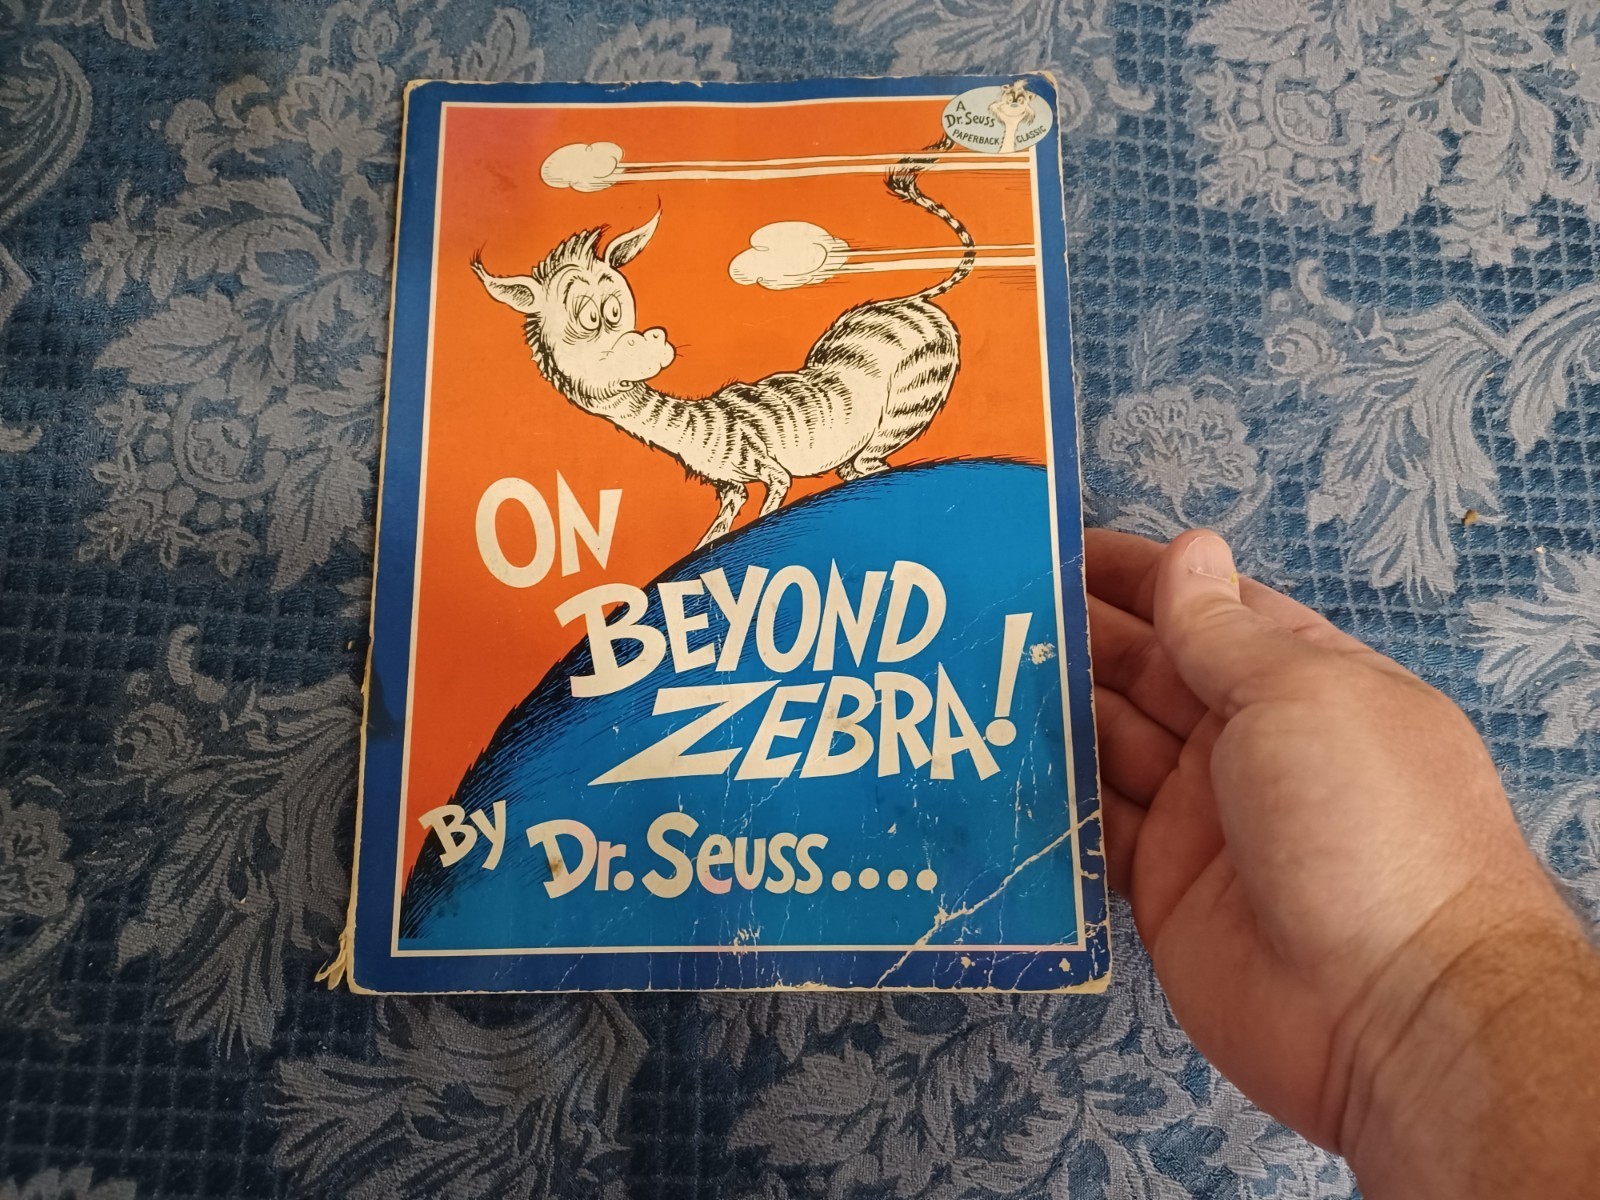 A
Dr. Seuss
PAPERBACK CLASSIC
ON
BEYOND
ZEBRA!
By Dr. Seuss....